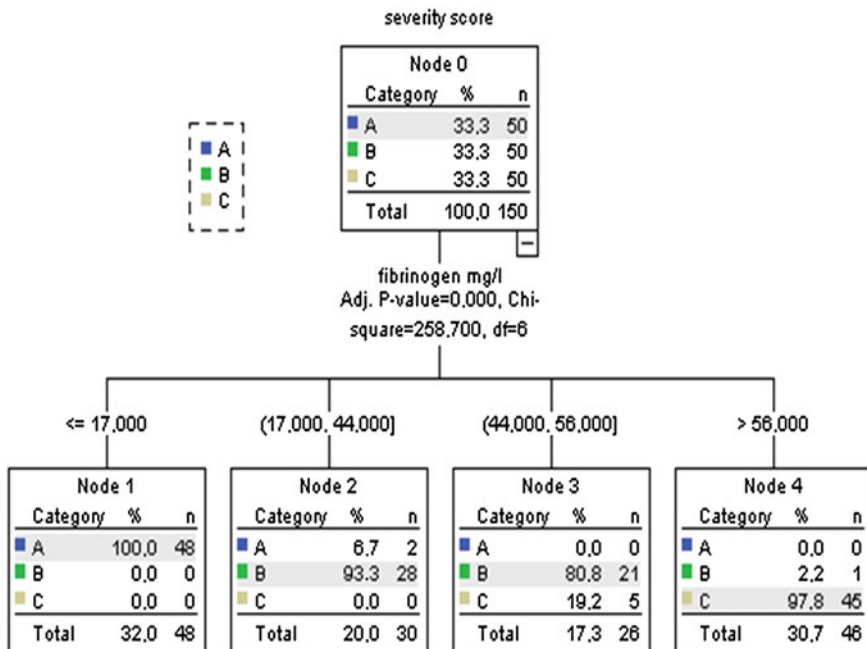 severity score
Node 0
Category % n
A 33,3 50
B 33,3 50
C 33,3 50
Total 100,0 150
A
B
C
fibrinogen mg/l
Adj. P-value=0,000, Chi-
square=258,700, df=6
<= 17,000
(17,000, 44,000]
(44,000, 56,000]
> 56,000
Node 1
Category % n
A 100,0 48
B 0,0 0
C 0,0 0
Total 32,0 48
Node 2
Category % n
A 6,7 2
B 93,3 28
C 0,0 0
Total 20,0 30
Node 3
Category % n
A 0,0 0
B 80,8 21
C 19,2 5
Total 17,3 26
Node 4
Category % n
A 0,0 0
B 2,2 1
C 97,8 45
Total 30,7 46